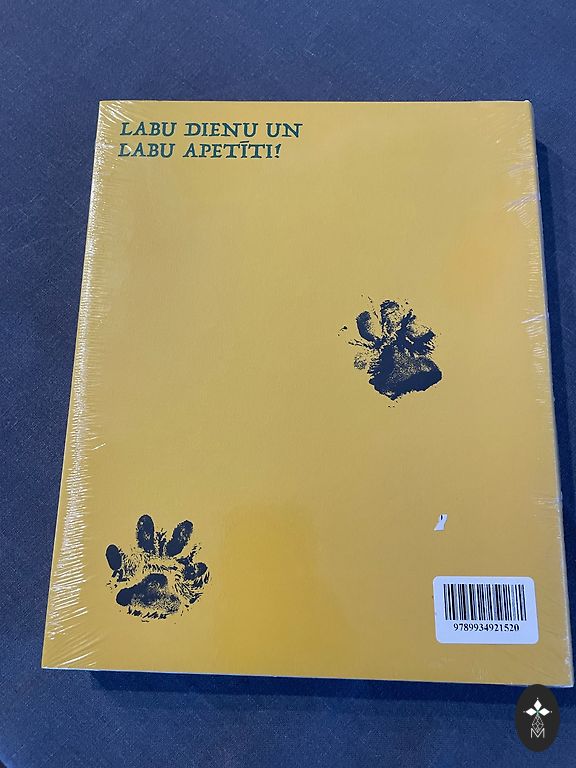 LABU DIENU UN
LABU APETĪTI!
9789934921520
M